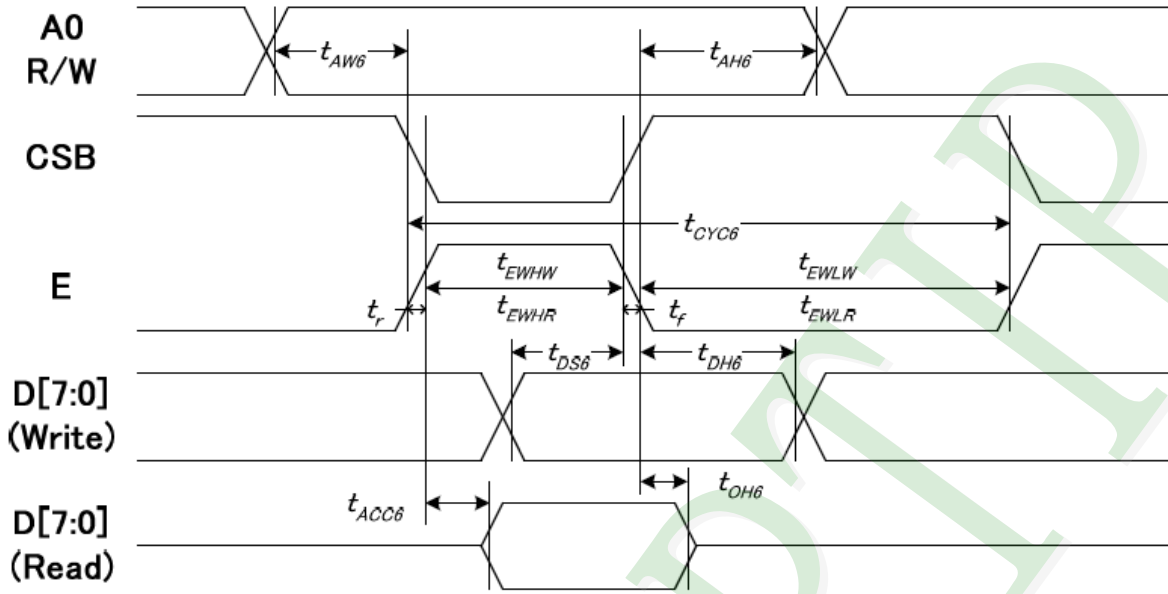 A0
R/W
tAW6
tAH6
CSB
tCYC6
E
tEWHW
tEWLW
tr
tEWHR
tf
tEWLR
tDS6
tDH6
D[7:0]
(Write)
tACC6
tOH6
D[7:0]
(Read)
PTIP